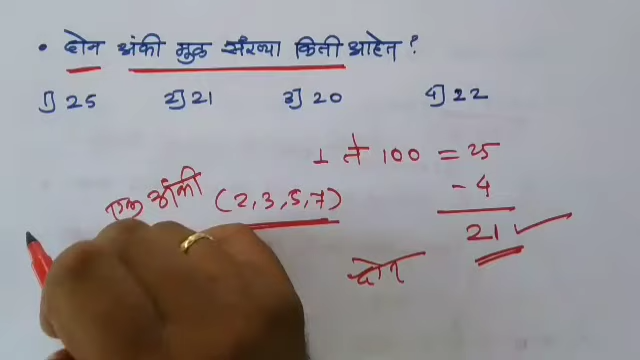 • दोन अंकी मुळ संख्या किती आहेत ?
1] 25 2] 21 3] 20 4] 22
1 ते 100 = 25
- 4
21 ✓
एक अंकी (2, 3, 5, 7)
दोन